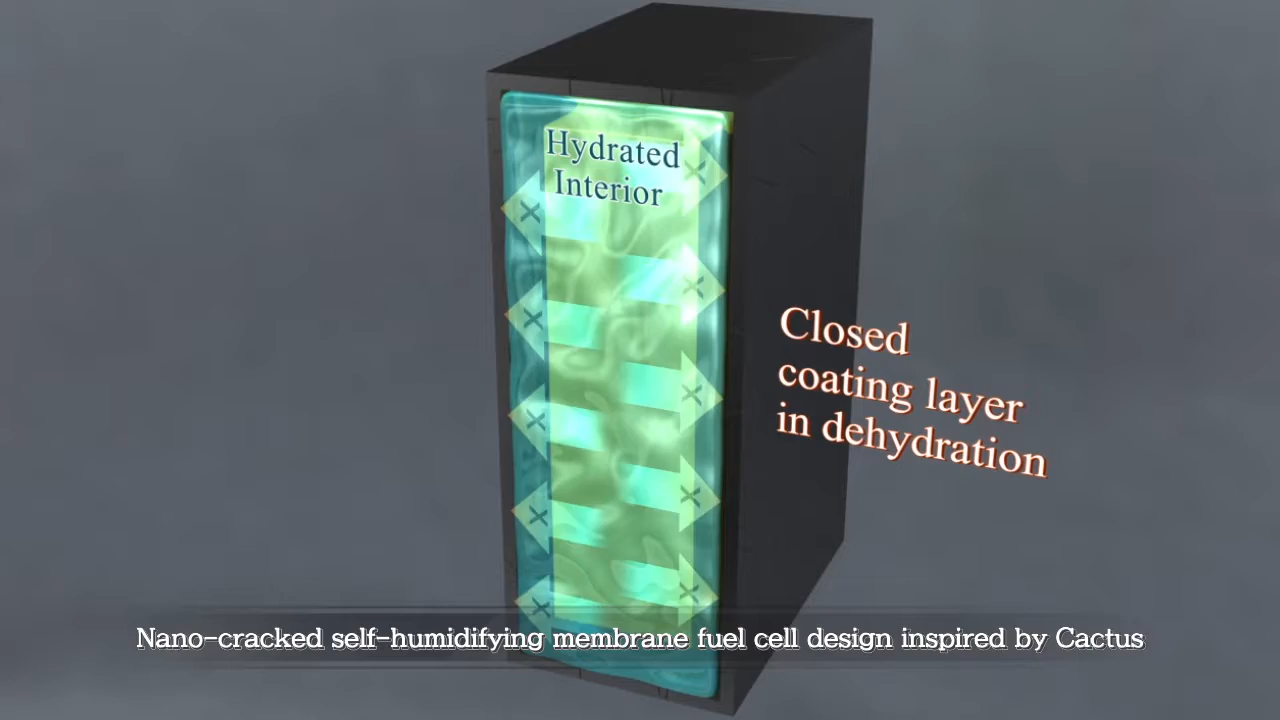 Hydrated
Interior
Closed
coating layer
in dehydration
Nano-cracked self-humidifying membrane fuel cell design inspired by Cactus